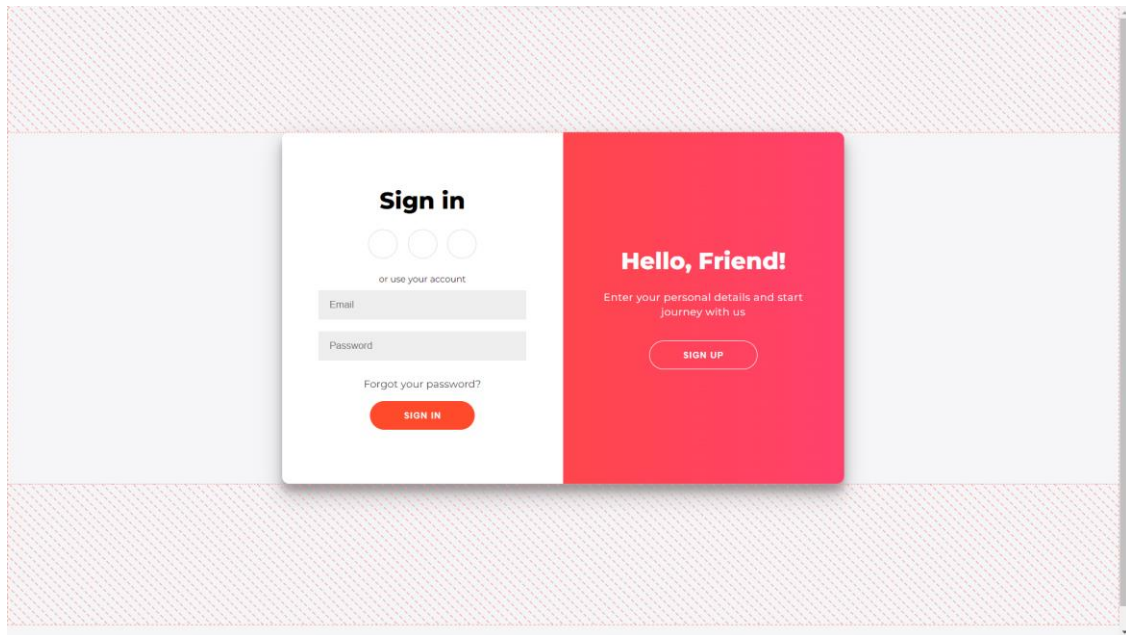 Sign in
or use your account
Email
Password
Forgot your password?
SIGN IN
Hello, Friend!
Enter your personal details and start
journey with us
SIGN UP